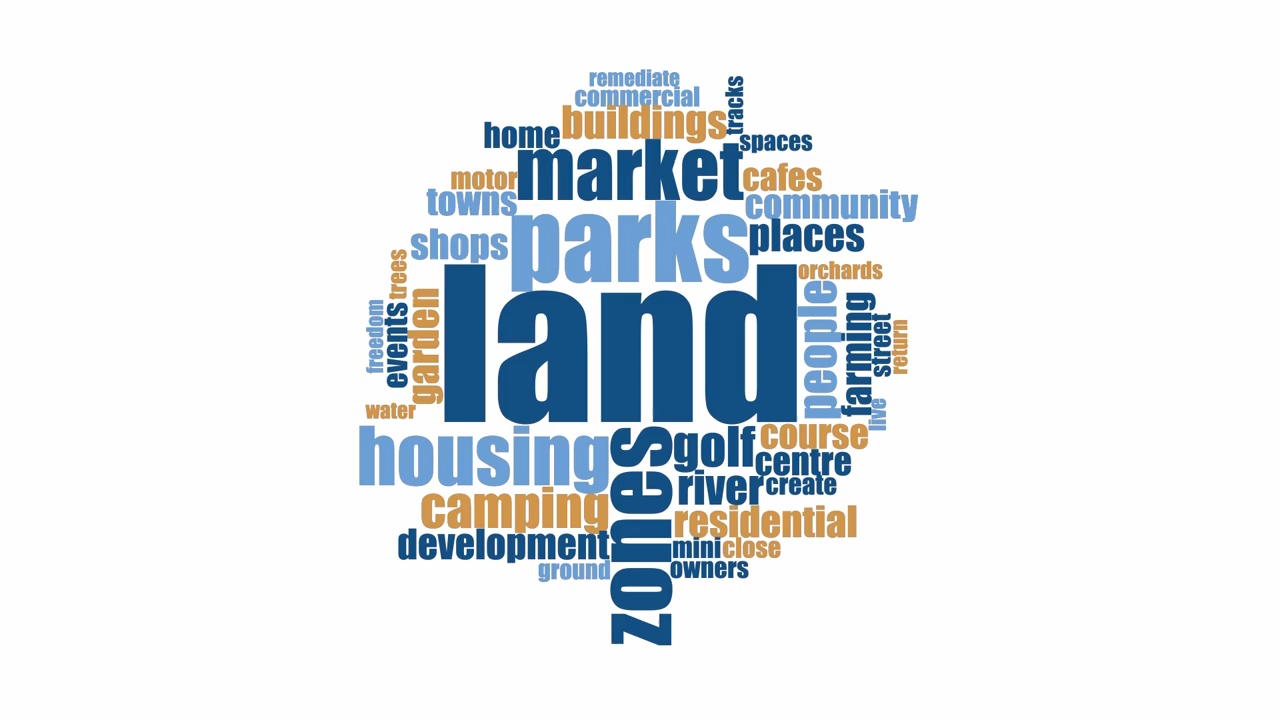 remediate
commercial
tracks
buildings
home
spaces
market
motor
cafes
towns
community
parks
places
shops
orchards
trees
land
people
freedom
events
garden
farming
street
return
live
water
housing
zones
golf
course
centre
river
create
camping
residential
development
mini
close
ground
owners